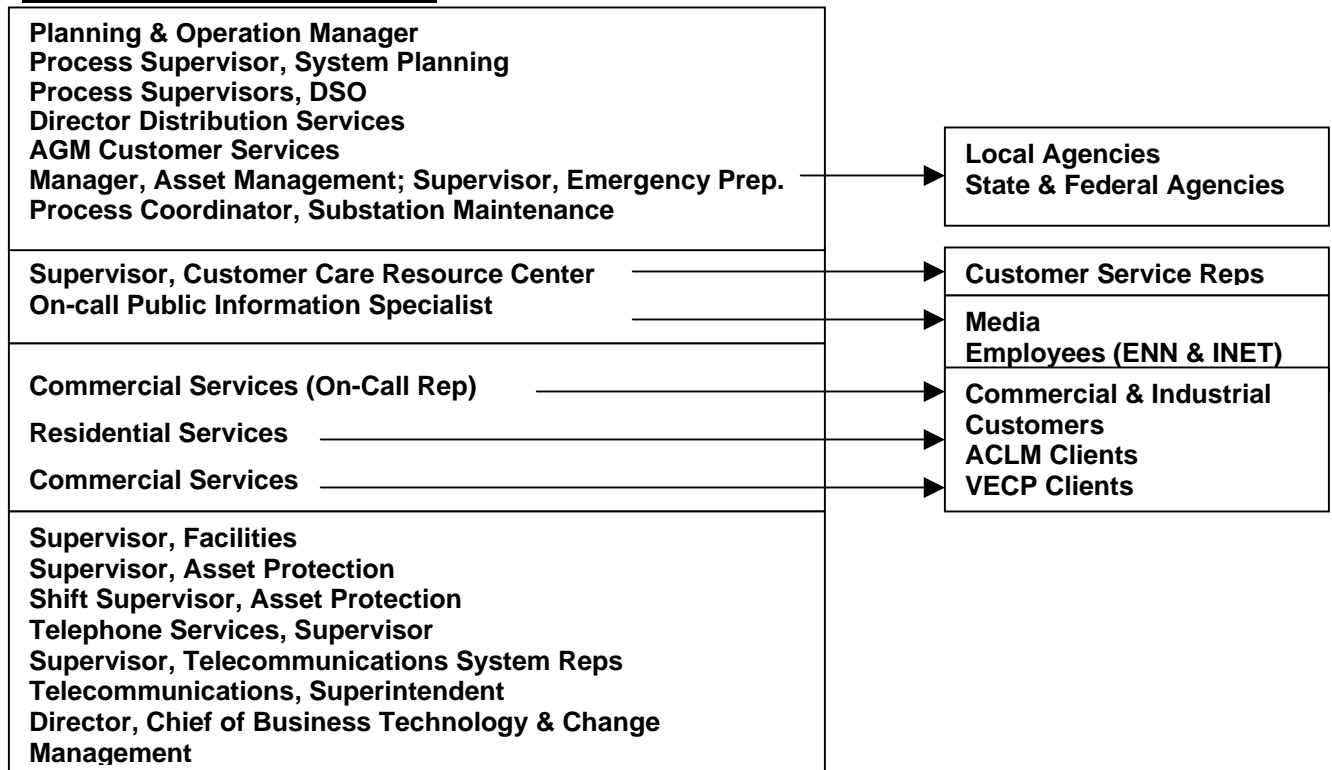 Planning & Operation Manager
Process Supervisor, System Planning
Process Supervisors, DSO
Director Distribution Services
AGM Customer Services
Manager, Asset Management; Supervisor, Emergency Prep.
Process Coordinator, Substation Maintenance
Local Agencies
State & Federal Agencies
Supervisor, Customer Care Resource Center
On-call Public Information Specialist
Customer Service Reps
Media
Employees (ENN & INET)
Commercial Services (On-Call Rep)
Residential Services
Commercial Services
Commercial & Industrial
Customers
ACLM Clients
VECP Clients
Supervisor, Facilities
Supervisor, Asset Protection
Shift Supervisor, Asset Protection
Telephone Services, Supervisor
Supervisor, Telecommunications System Reps
Telecommunications, Superintendent
Director, Chief of Business Technology & Change
Management